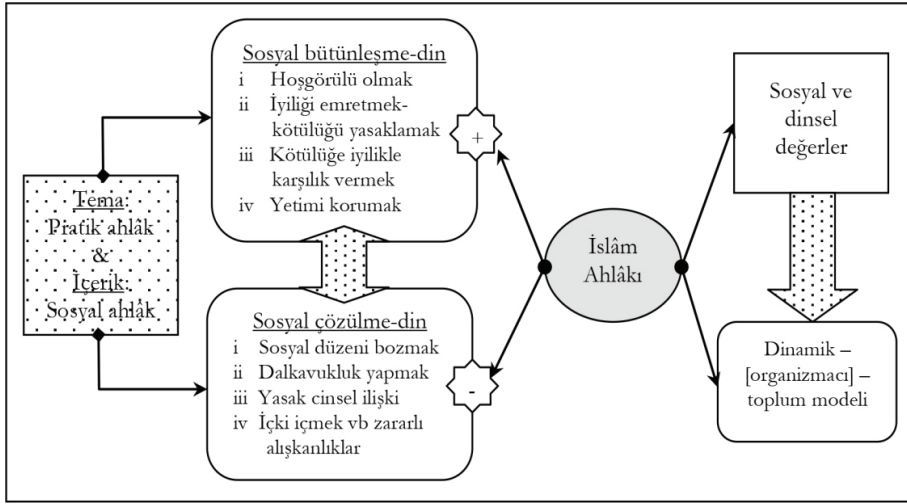 Tema:
Pratik ahlâk
&
İçerik:
Sosyal ahlâk
Sosyal bütünleşme-din
i Hoşgörülü olmak
ii İyiliği emretmek-
kötülüğü yasaklamak
iii Kötülüğe iyilikle
karşılık vermek
iv Yetimi korumak
+
Sosyal çözülme-din
i Sosyal düzeni bozmak
ii Dalkavukluk yapmak
iii Yasak cinsel ilişki
iv İçki içmek vb zararlı
alışkanlıklar
-
İslâm
Ahlâkı
Sosyal ve
dinsel
değerler
Dinamik –
[organizmacı] –
toplum modeli